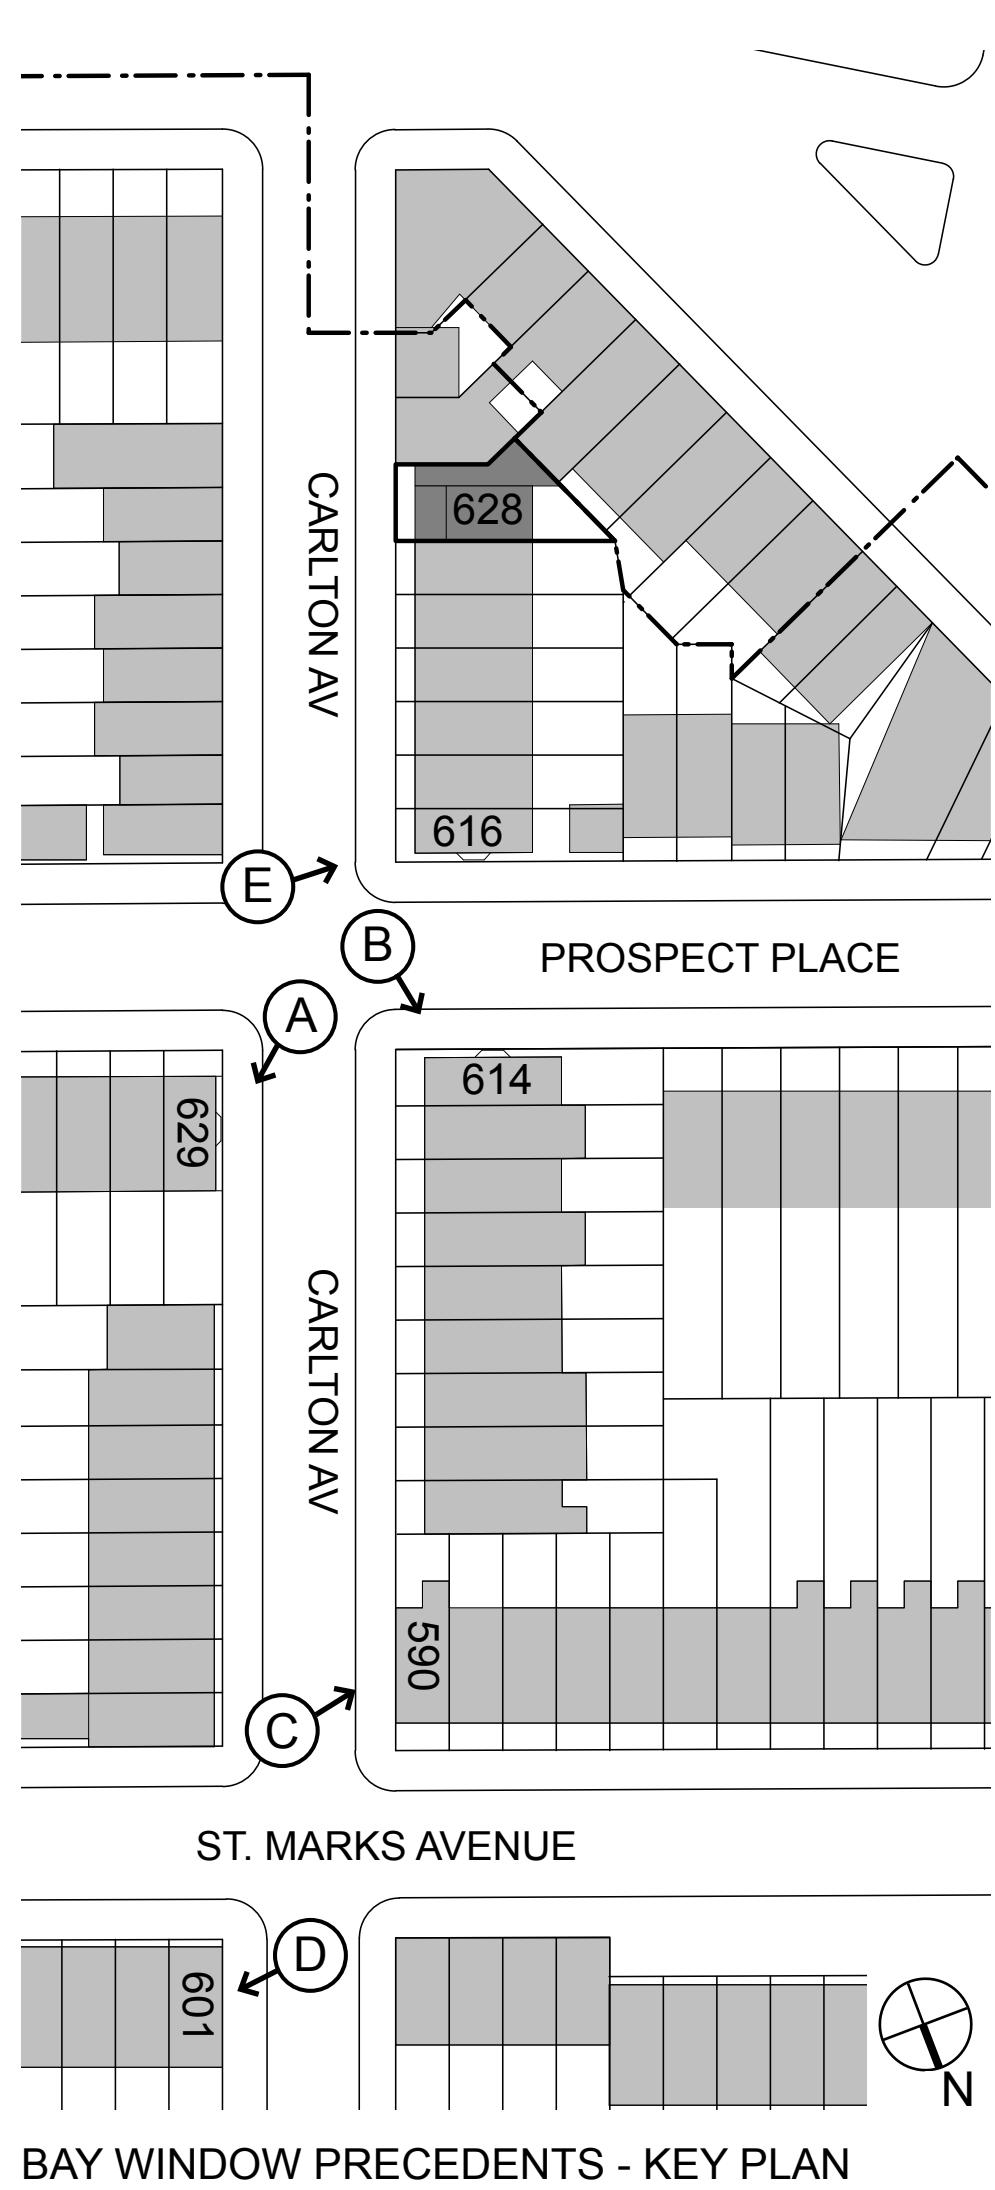 628
CARLTON AV
616
E
B
PROSPECT PLACE
A
614
629
CARLTON AV
590
C
ST. MARKS AVENUE
D
601
N
BAY WINDOW PRECEDENTS - KEY PLAN